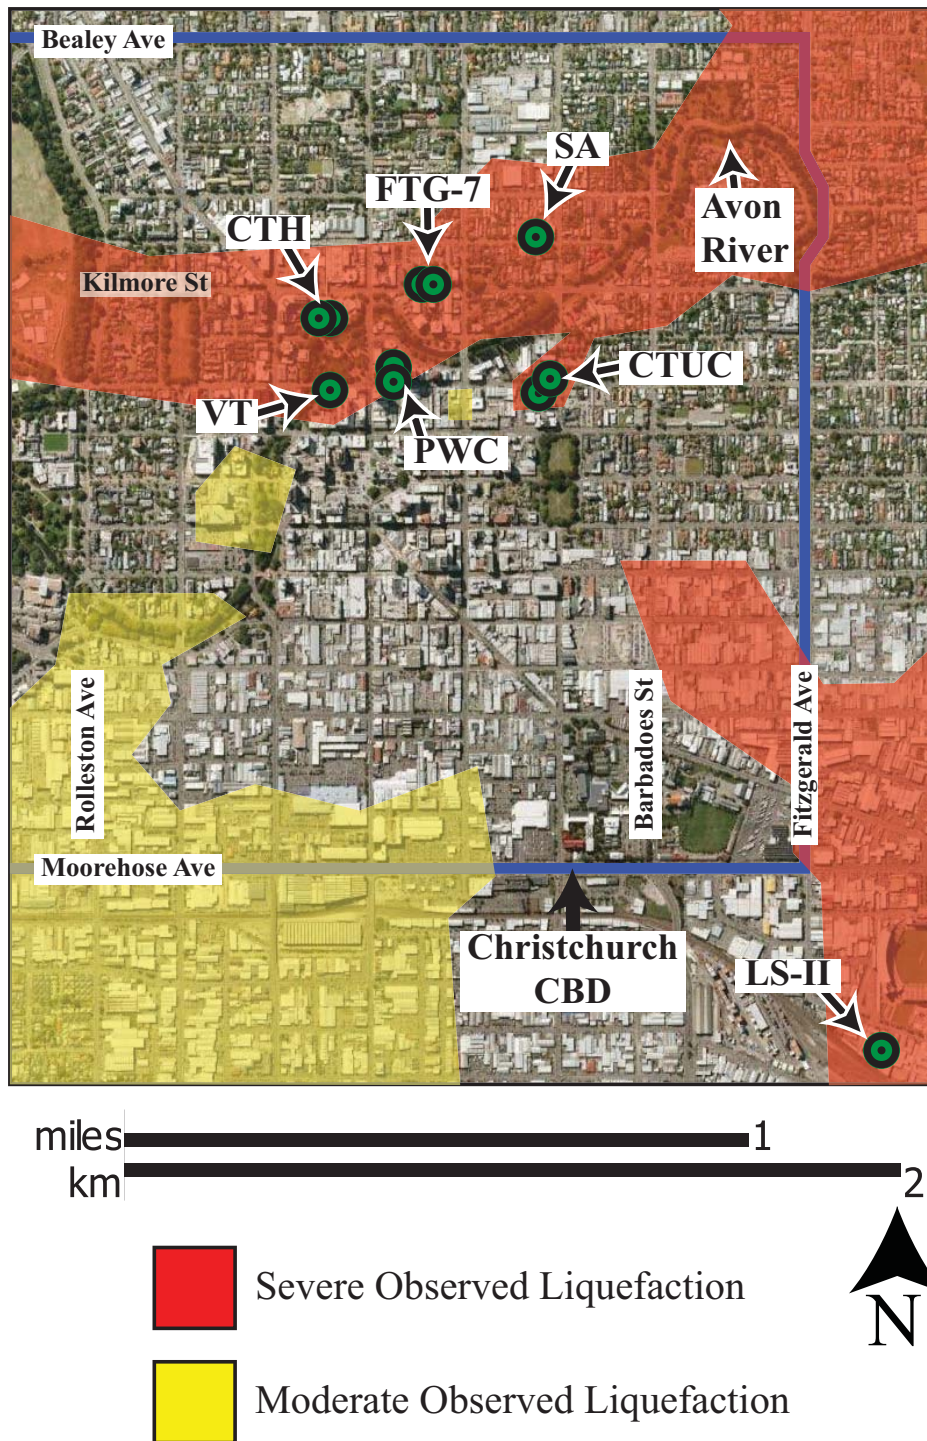 Bealey Ave
SA
FTG-7
Avon
River
CTH
Kilmore St
CTUC
VT
PWC
Rolleston Ave
Barbadoes St
Fitzgerald Ave
Moorehose Ave
Christchurch
CBD
LS-II
miles
1
km
2
N
Severe Observed Liquefaction
Moderate Observed Liquefaction